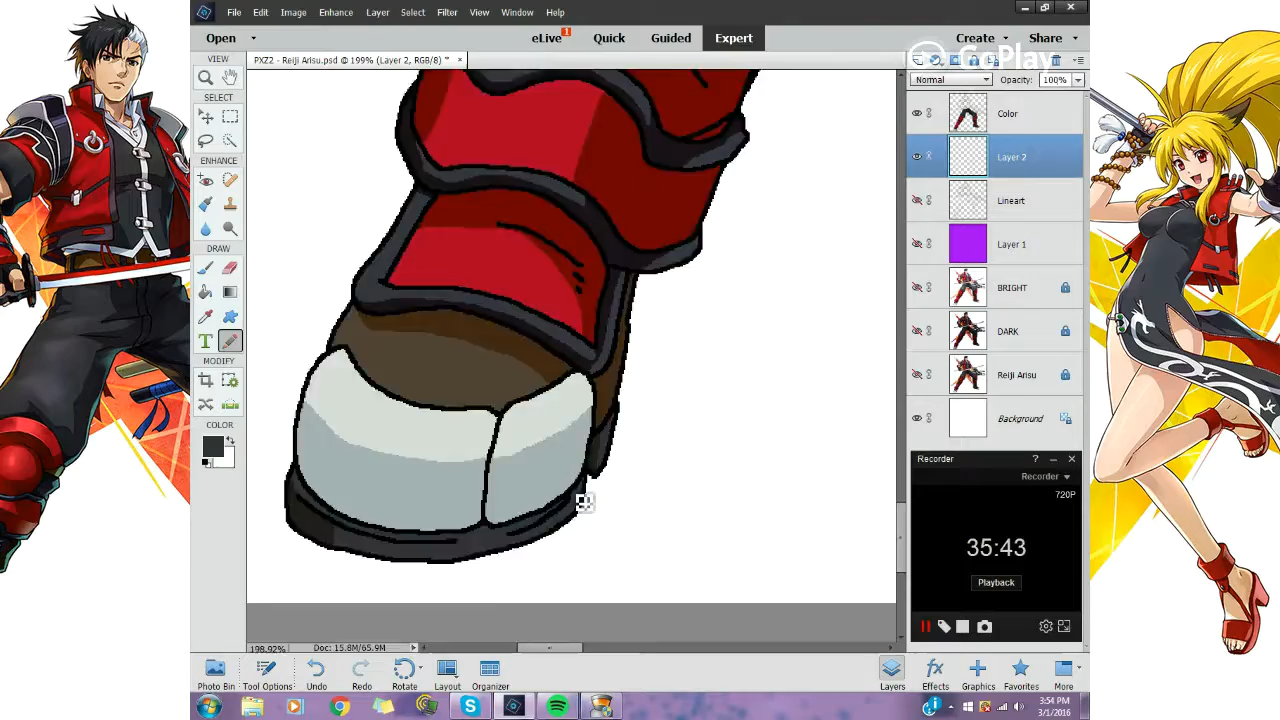 File Edit Image Enhance Layer Select Filter View Window Help
Open
eLive 1 Quick Guided Expert
Create Share
GoPlay
VIEW
PXZ2 - Reiji Arisu.psd @ 199% (Layer 2, RGB/8) * ×
Normal Opacity: 100%
SELECT
ENHANCE
DRAW
T
MODIFY
COLOR
Color
Layer 2
Lineart
Layer 1
BRIGHT
DARK
Reiji Arisu
Background
Recorder ?
Recorder
720P
35:43
Playback
198.92% Doc: 15.8M/65.9M
Photo Bin Tool Options Undo Redo Rotate Layout Organizer
Layers Effects Graphics Favorites More
3:54 PM
3/1/2016